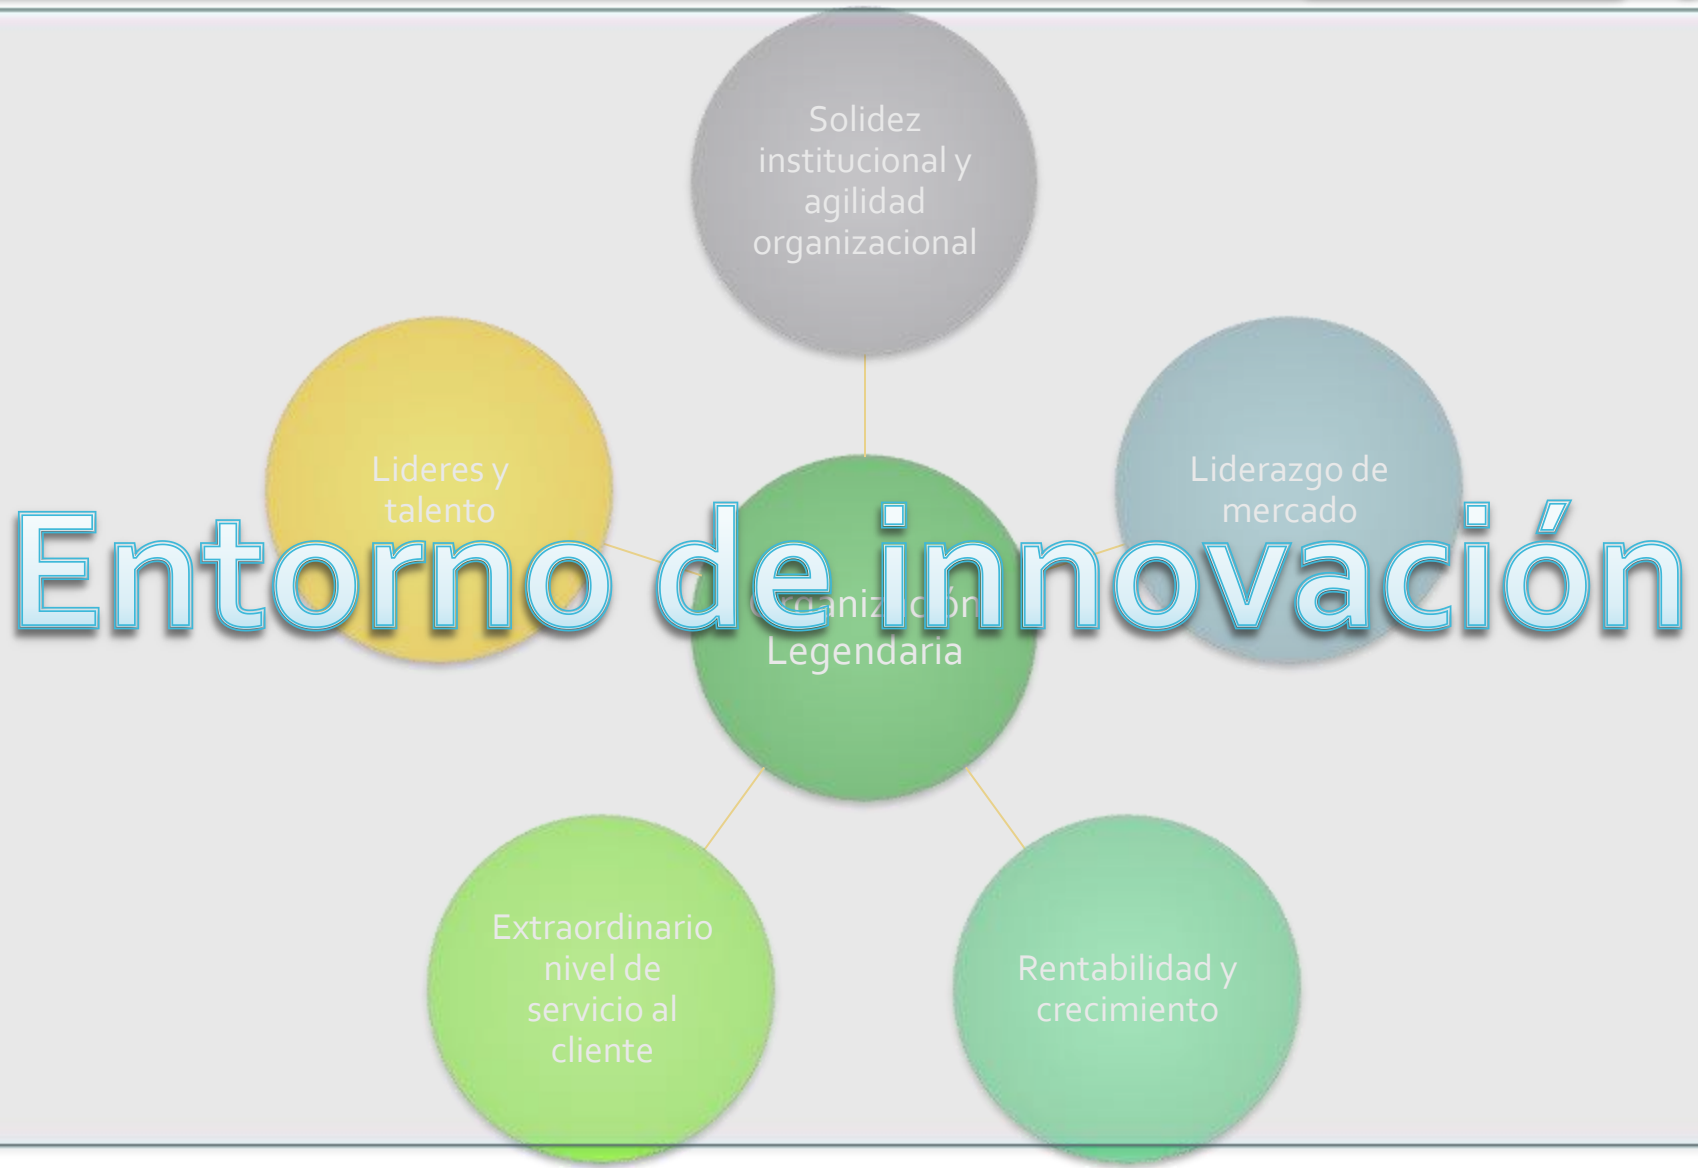 Solidez
institucional y
agilidad
organizacional
Lideres y
talento
Liderazgo de
mercado
Entorno de innovación
Organización
Legendaria
Extraordinario
nivel de
servicio al
cliente
Rentabilidad y
crecimiento